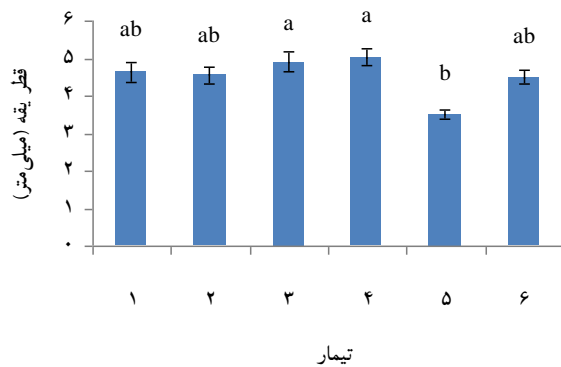 ۶
۵
۴
۳
۲
۱
۰
قطر یقه (میلی‌متر)
ab ab a a b ab
۱ ۲ ۳ ۴ ۵ ۶
تیمار